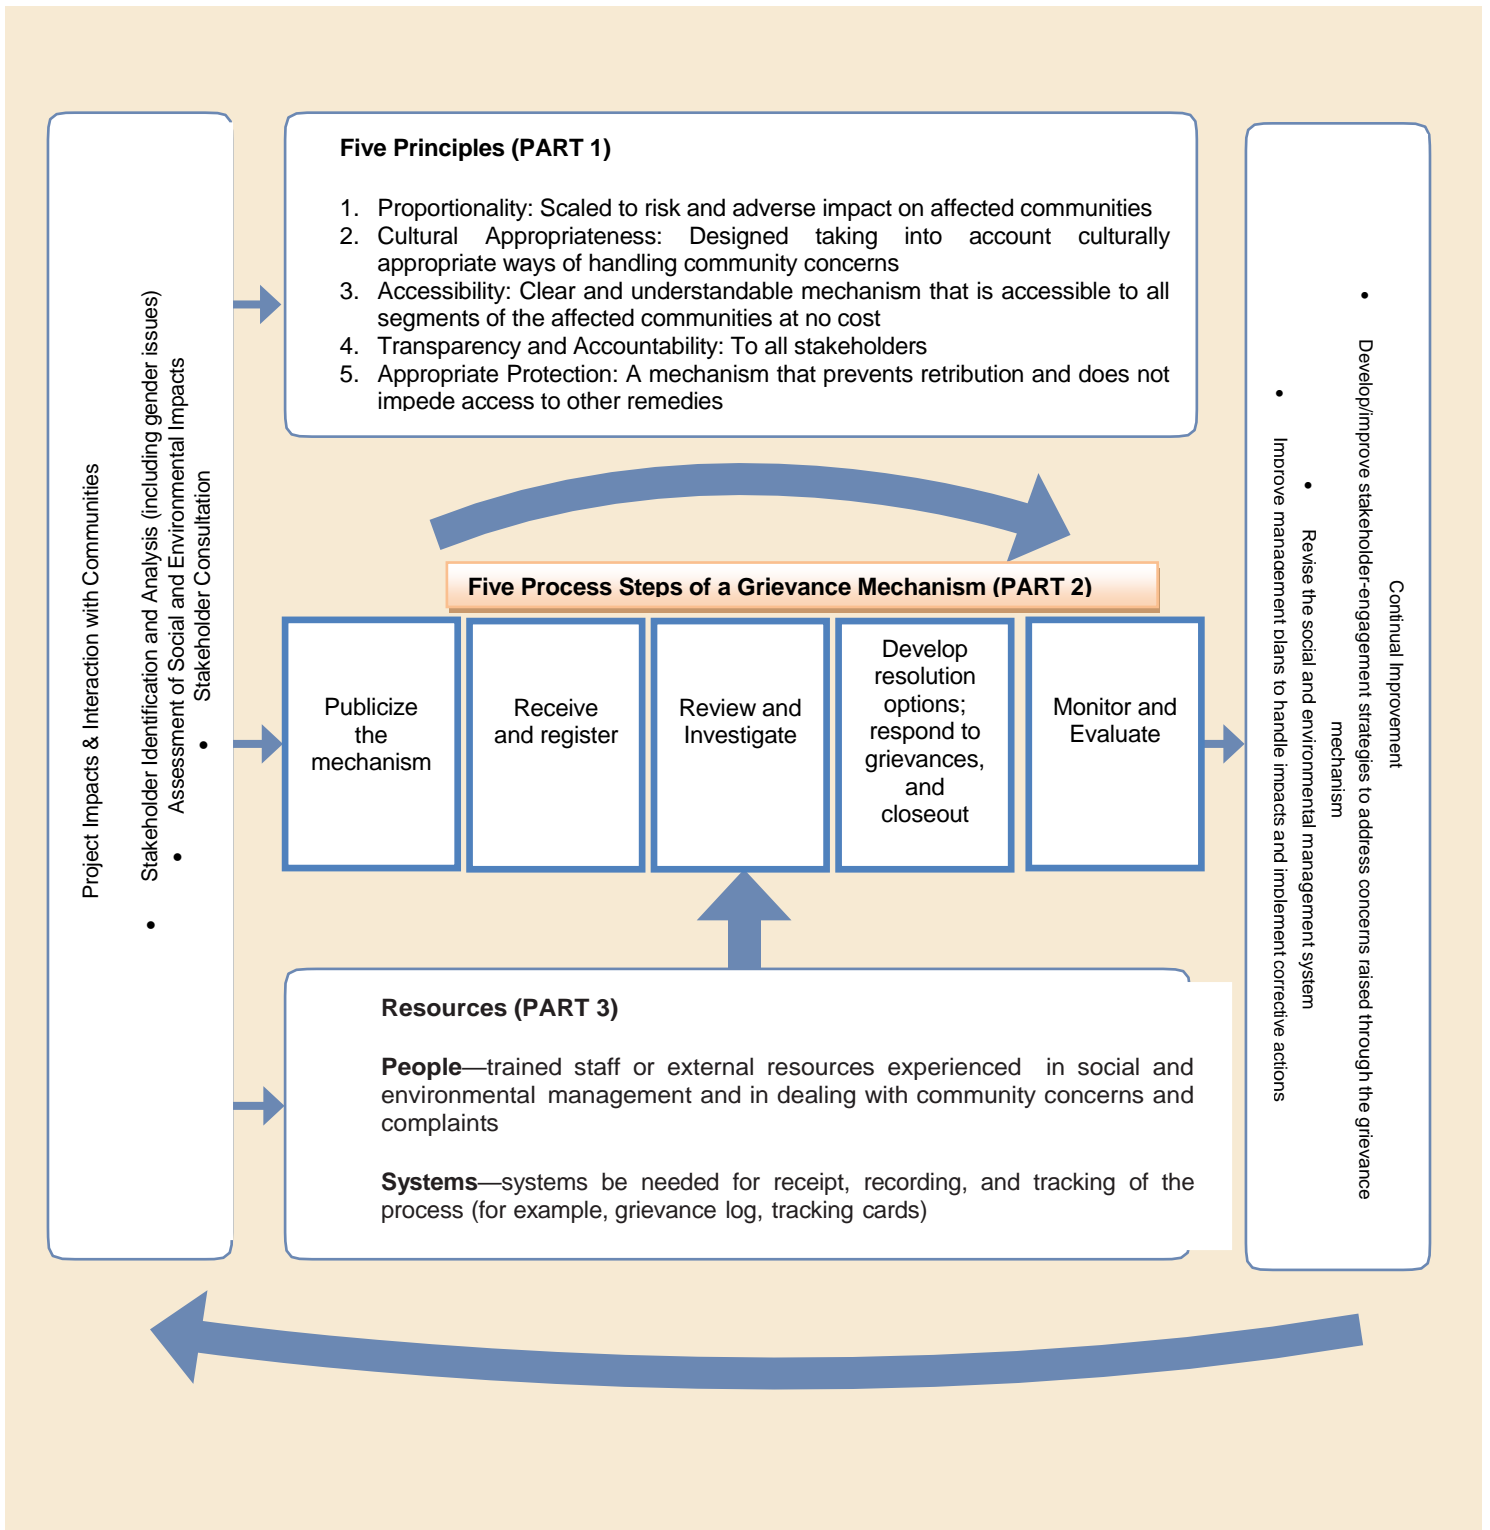 Project Impacts & Interaction with Communities
• Stakeholder Identification and Analysis (including gender issues)
• Assessment of Social and Environmental Impacts
• Stakeholder Consultation
Five Principles (PART 1)
1. Proportionality: Scaled to risk and adverse impact on affected communities
2. Cultural Appropriateness: Designed taking into account culturally
appropriate ways of handling community concerns
3. Accessibility: Clear and understandable mechanism that is accessible to all
segments of the affected communities at no cost
4. Transparency and Accountability: To all stakeholders
5. Appropriate Protection: A mechanism that prevents retribution and does not
impede access to other remedies
Five Process Steps of a Grievance Mechanism (PART 2)
Publicize
the
mechanism
Receive
and register
Review and
Investigate
Develop
resolution
options;
respond to
grievances,
and
closeout
Monitor and
Evaluate
Resources (PART 3)
People—trained staff or external resources experienced in social and
environmental management and in dealing with community concerns and
complaints
Systems—systems be needed for receipt, recording, and tracking of the
process (for example, grievance log, tracking cards)
Continual Improvement
• Develop/improve stakeholder-engagement strategies to address concerns raised through the grievance
mechanism
• Revise the social and environmental management system
• Improve management plans to handle impacts and implement corrective actions